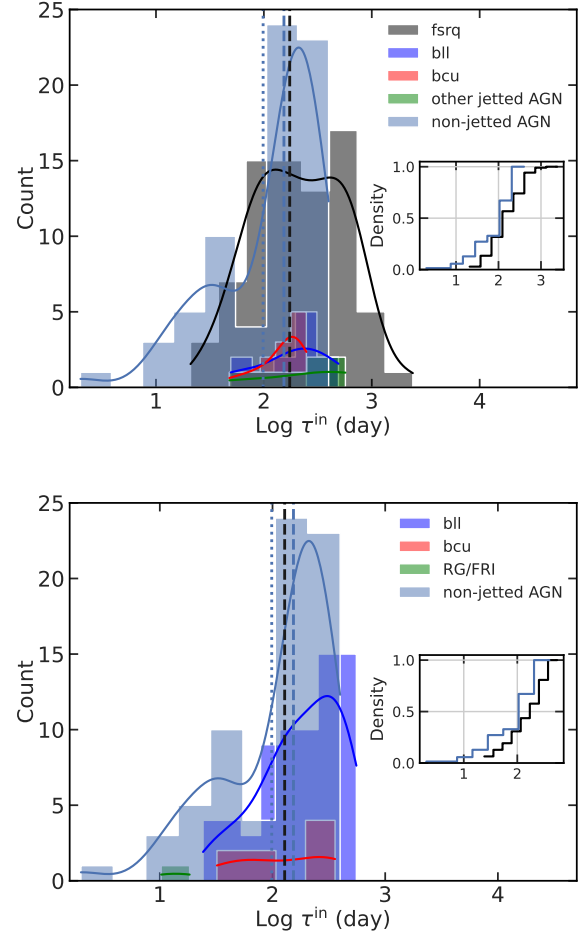 25
20
15
10
5
0
Count
fsrq
bll
bcu
other jetted AGN
non-jetted AGN
1.0
0.5
0.0
Density
1 2 3
1 2 3 4
Log τ^in (day)
25
20
15
10
5
0
Count
bll
bcu
RG/FRI
non-jetted AGN
1.0
0.5
0.0
Density
1 2
1 2 3 4
Log τ^in (day)